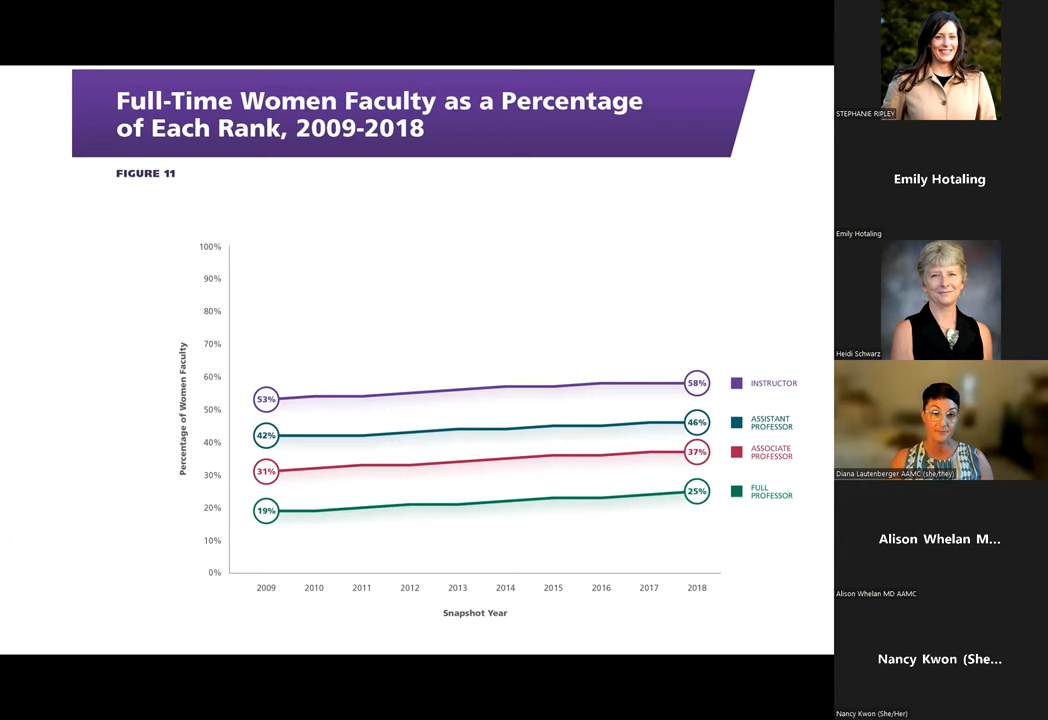 Full-Time Women Faculty as a Percentage
of Each Rank, 2009-2018
FIGURE 11
100%
90%
80%
70%
60%
50%
40%
30%
20%
10%
0%
Percentage of Women Faculty
53%
58%
42%
46%
31%
37%
19%
25%
INSTRUCTOR
ASSISTANT
PROFESSOR
ASSOCIATE
PROFESSOR
FULL
PROFESSOR
2009 2010 2011 2012 2013 2014 2015 2016 2017 2018
Snapshot Year
STEPHANIE RIPLEY
Emily Hotaling
Emily Hotaling
Heidi Schwarz
Diana Lautenberger AAMC (she/they)
Alison Whelan M...
Alison Whelan MD AAMC
Nancy Kwon (She...
Nancy Kwon (She/Her)